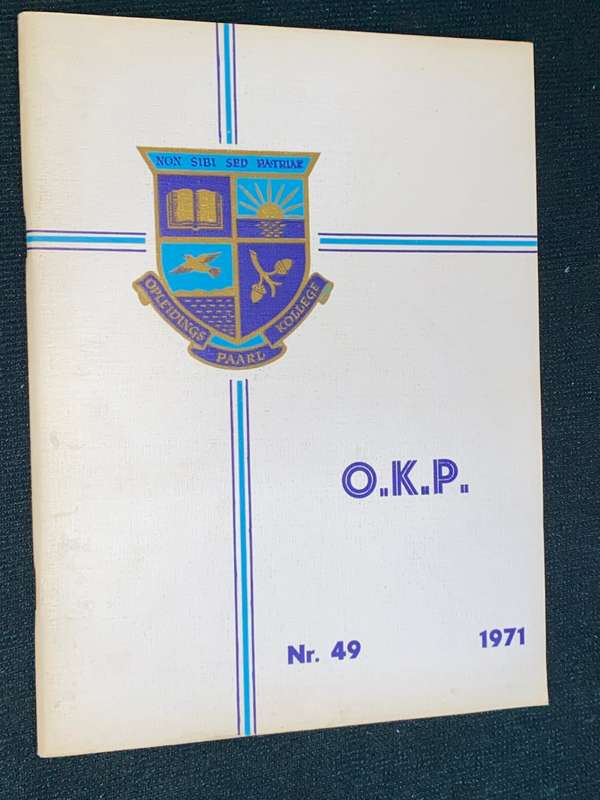 NON SIBI SED PATRIAE
OPLEIDINGS
PAARL
KOLLEGE
O.K.P.
Nr. 49
1971